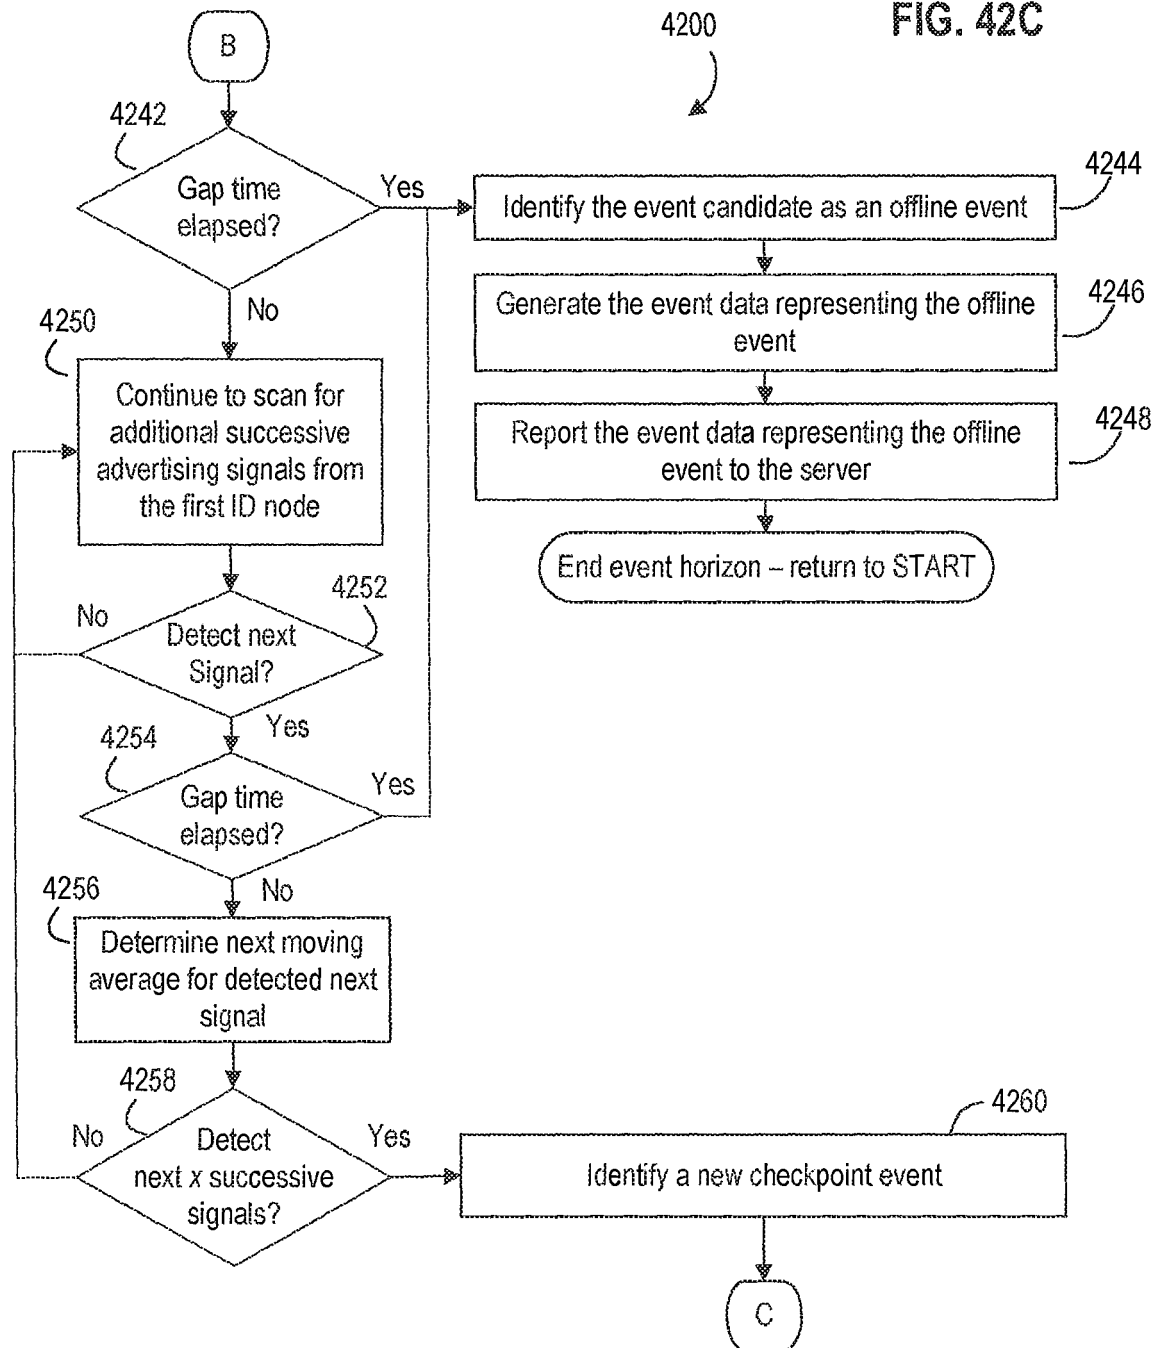 FIG. 42C
4200
B
4242
Gap time
elapsed?
Yes
No
4244
Identify the event candidate as an offline event
4246
Generate the event data representing the offline
event
4248
Report the event data representing the offline
event to the server
End event horizon – return to START
4250
Continue to scan for
additional successive
advertising signals from
the first ID node
4252
Detect next
Signal?
No
Yes
4254
Gap time
elapsed?
Yes
No
4256
Determine next moving
average for detected next
signal
4258
Detect
next x successive
signals?
No
Yes
4260
Identify a new checkpoint event
C